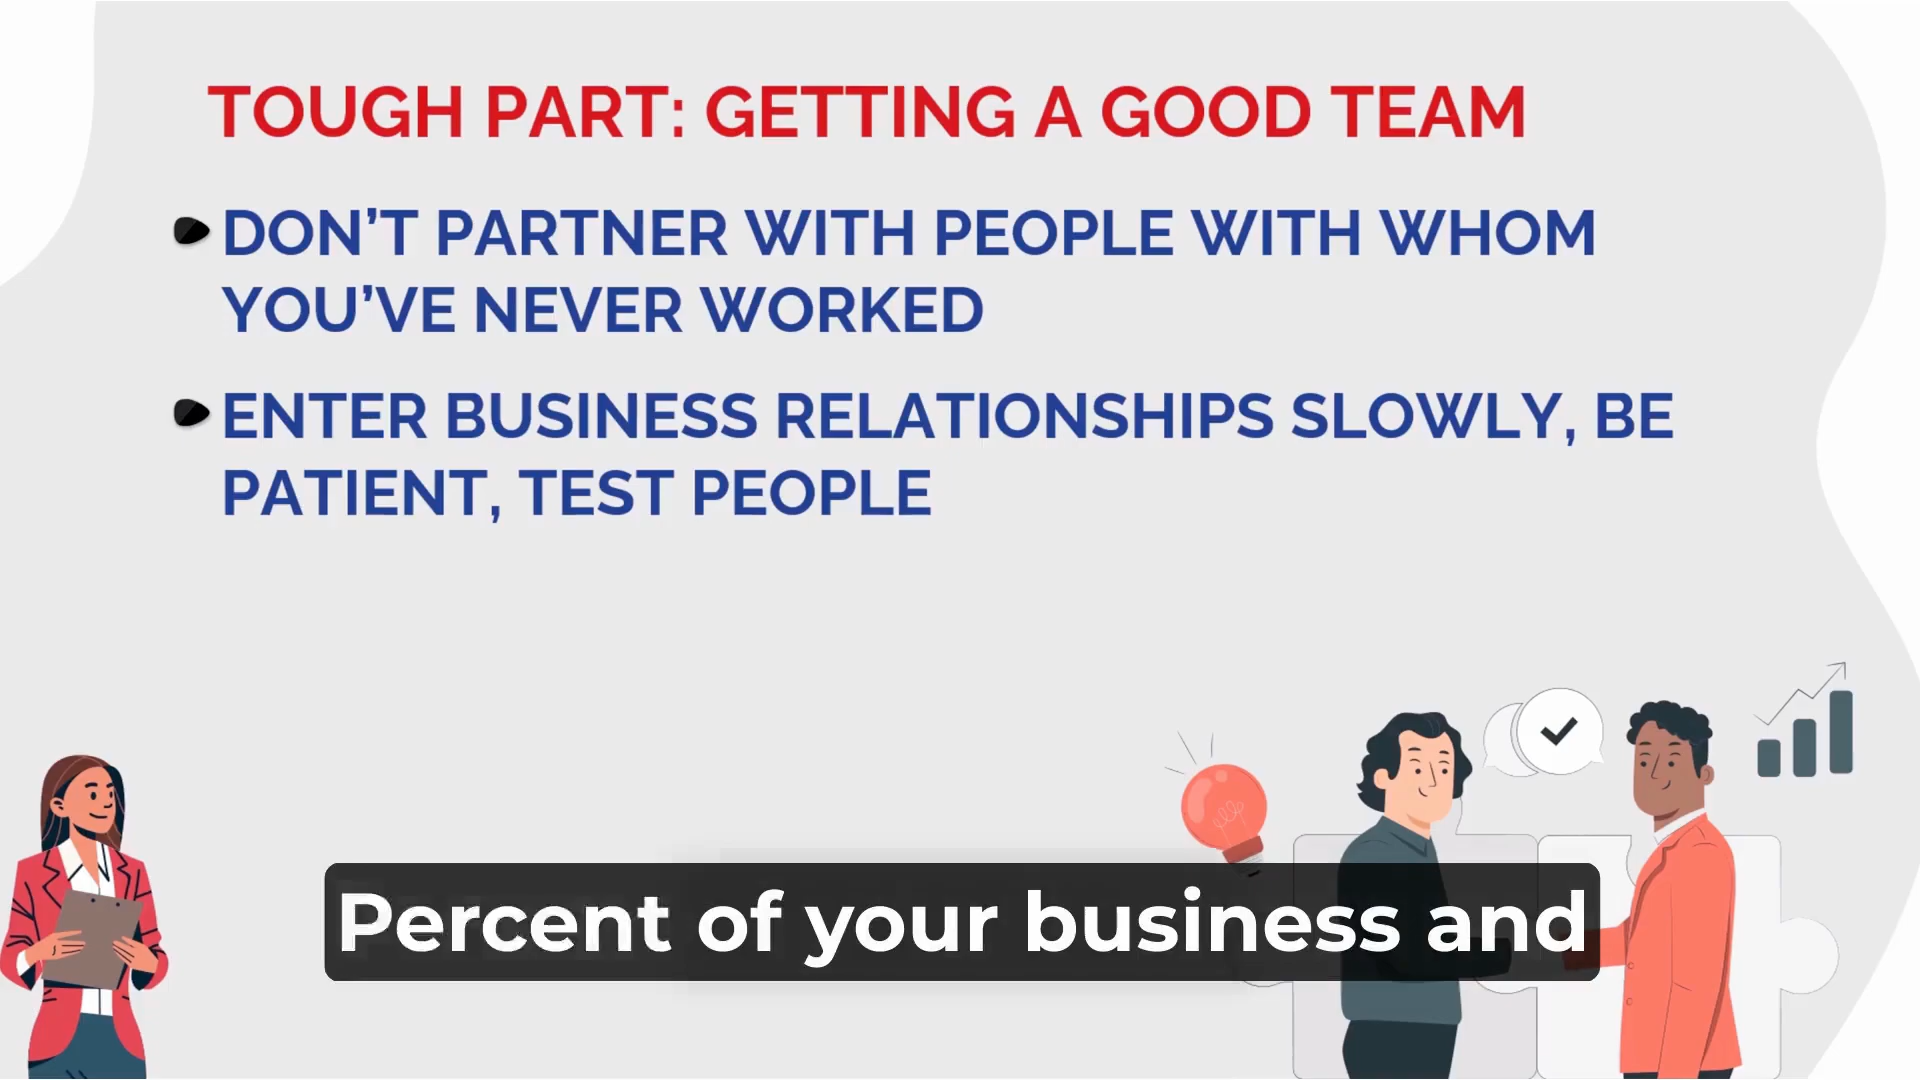 TOUGH PART: GETTING A GOOD TEAM
DON’T PARTNER WITH PEOPLE WITH WHOM
YOU’VE NEVER WORKED
ENTER BUSINESS RELATIONSHIPS SLOWLY, BE
PATIENT, TEST PEOPLE
Percent of your business and